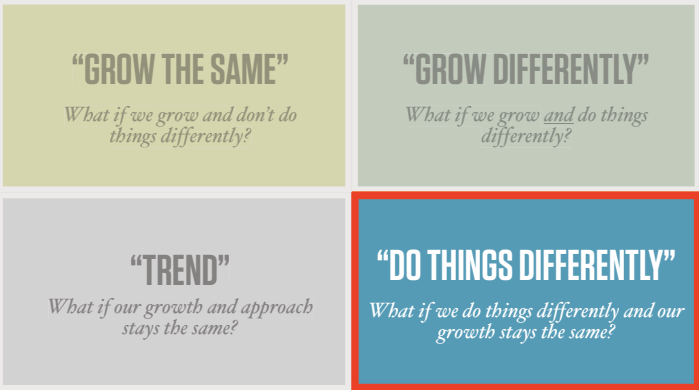 “GROW THE SAME”
What if we grow and don’t do
things differently?
“GROW DIFFERENTLY”
What if we grow and do things
differently?
“TREND”
What if our growth and approach
stays the same?
“DO THINGS DIFFERENTLY”
What if we do things differently and our
growth stays the same?